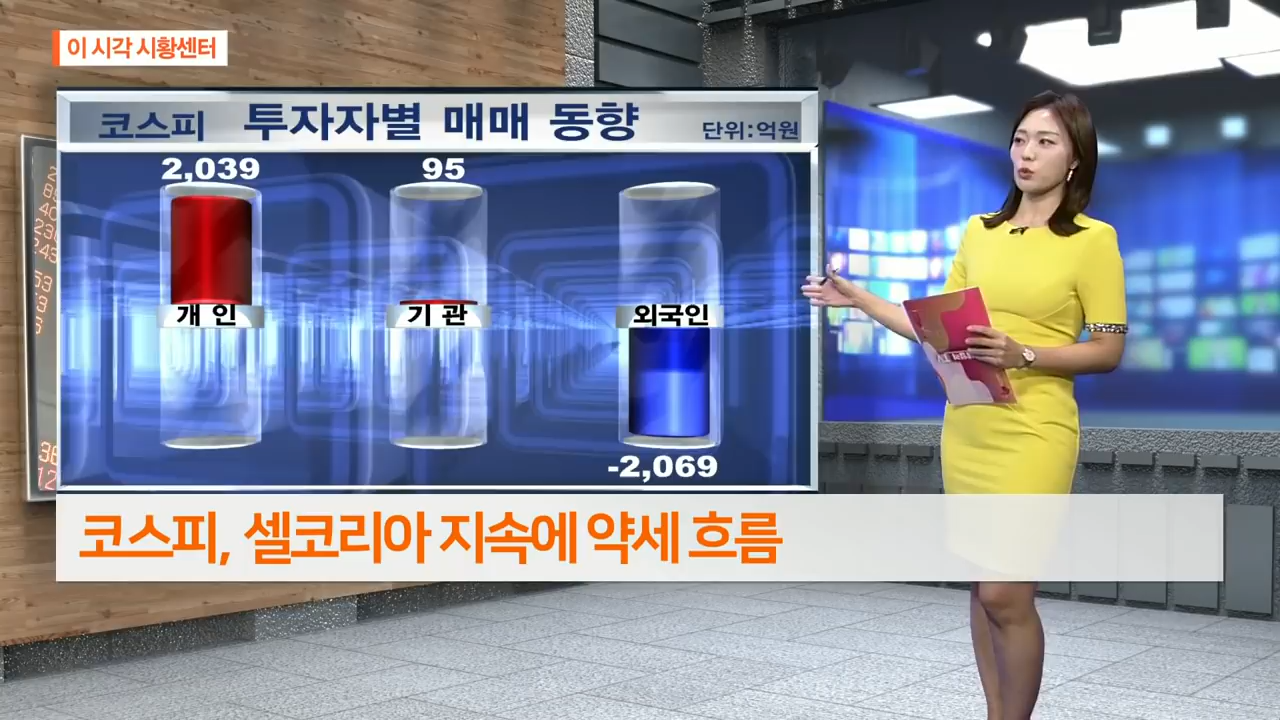 이 시각 시황센터
코스피 투자자별 매매 동향 단위:억원
2,039 95
개인 기관 외국인
-2,069
코스피, 셀코리아 지속에 약세 흐름